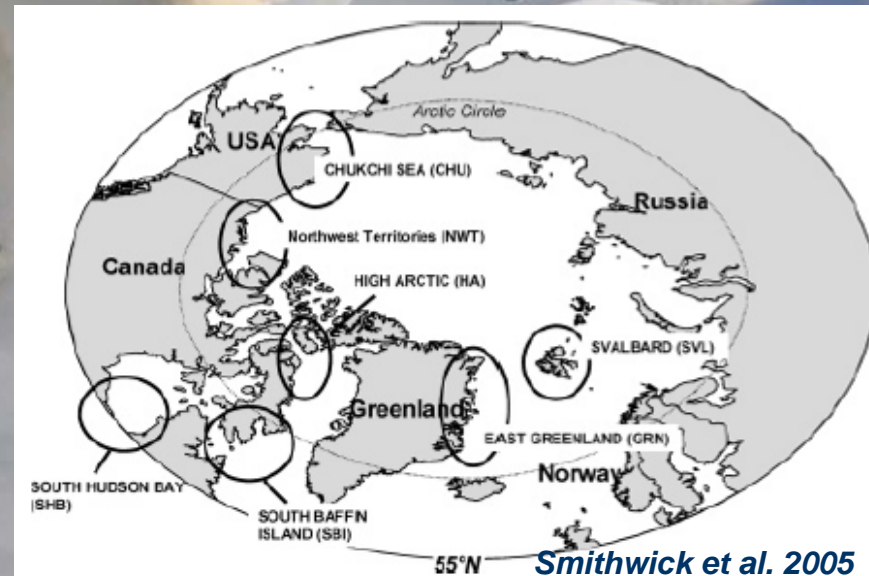 Arctic Circle
USA
CHUKCHI SEA (CHU)
Russia
Northwest Territories (NWT)
Canada
HIGH ARCTIC (HA)
SVALBARD (SVL)
Greenland
EAST GREENLAND (GRN)
Norway
SOUTH HUDSON BAY
(SHB)
SOUTH BAFFIN
ISLAND (SBI)
55°N
Smithwick et al. 2005